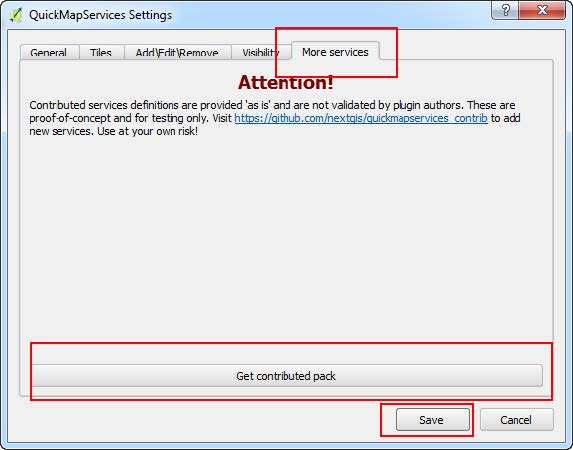 QuickMapServices Settings
General Tiles Add\Edit\Remove Visibility More services
Attention!
Contributed services definitions are provided 'as is' and are not validated by plugin authors. These are
proof-of-concept and for testing only. Visit https://github.com/nextgis/quickmapservices_contrib to add
new services. Use at your own risk!
Get contributed pack
Save Cancel